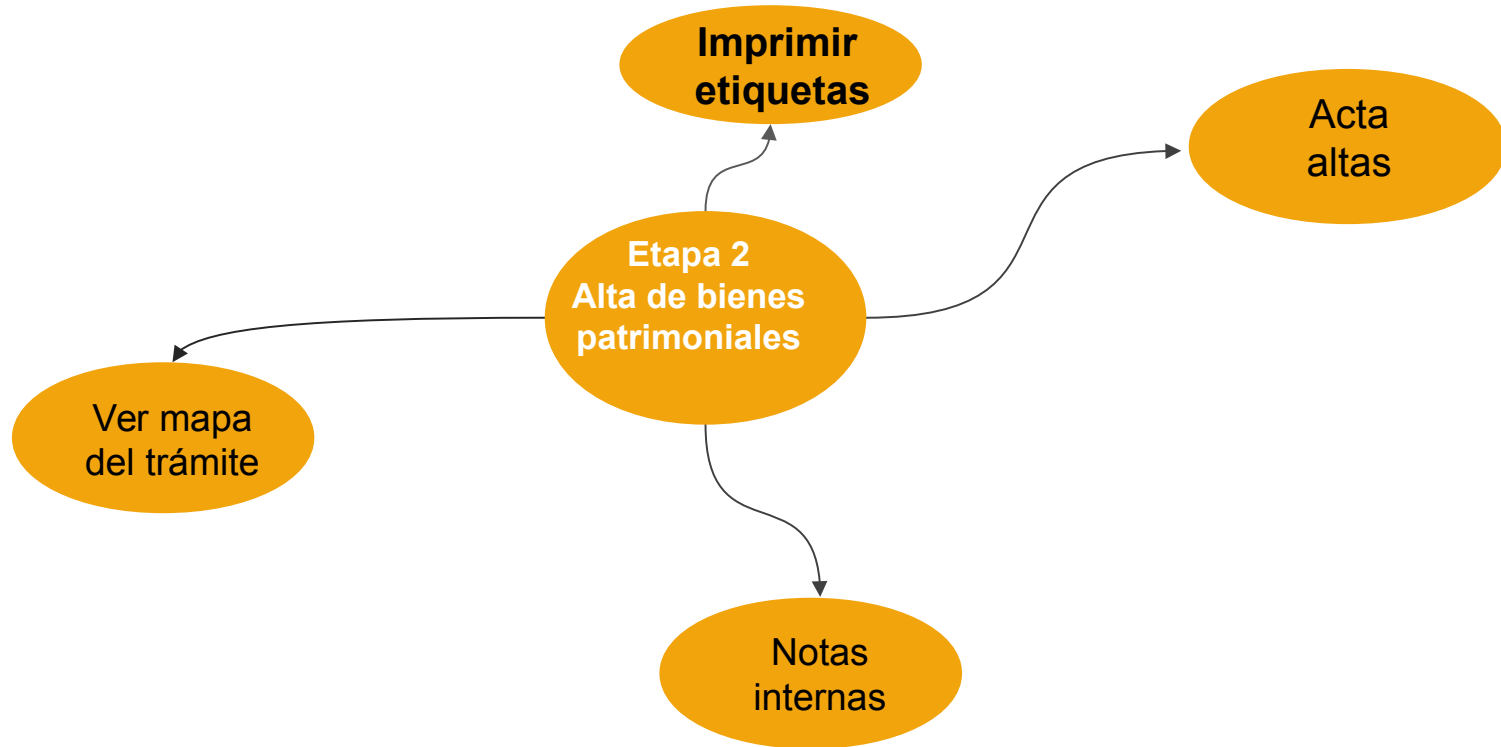 Imprimir
etiquetas
Acta
altas
Etapa 2
Alta de bienes
patrimoniales
Ver mapa
del trámite
Notas
internas